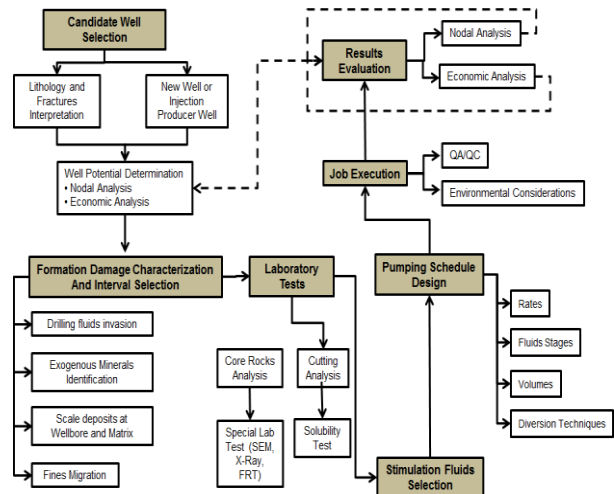 Candidate Well
Selection
Lithology and
Fractures
Interpretation
New Well or
Injection
Producer Well
Well Potential Determination
• Nodal Analysis
• Economic Analysis
Formation Damage Characterization
And Interval Selection
Drilling fluids invasion
Exogenous Minerals
Identification
Scale deposits at
Wellbore and Matrix
Fines Migration
Laboratory
Tests
Core Rocks
Analysis
Cutting
Analysis
Special Lab
Test (SEM,
X-Ray,
FRT)
Solubility
Test
Stimulation Fluids
Selection
Pumping Schedule
Design
Rates
Fluids Stages
Volumes
Diversion Techniques
Job Execution
QA/QC
Environmental Considerations
Results
Evaluation
Nodal Analysis
Economic Analysis